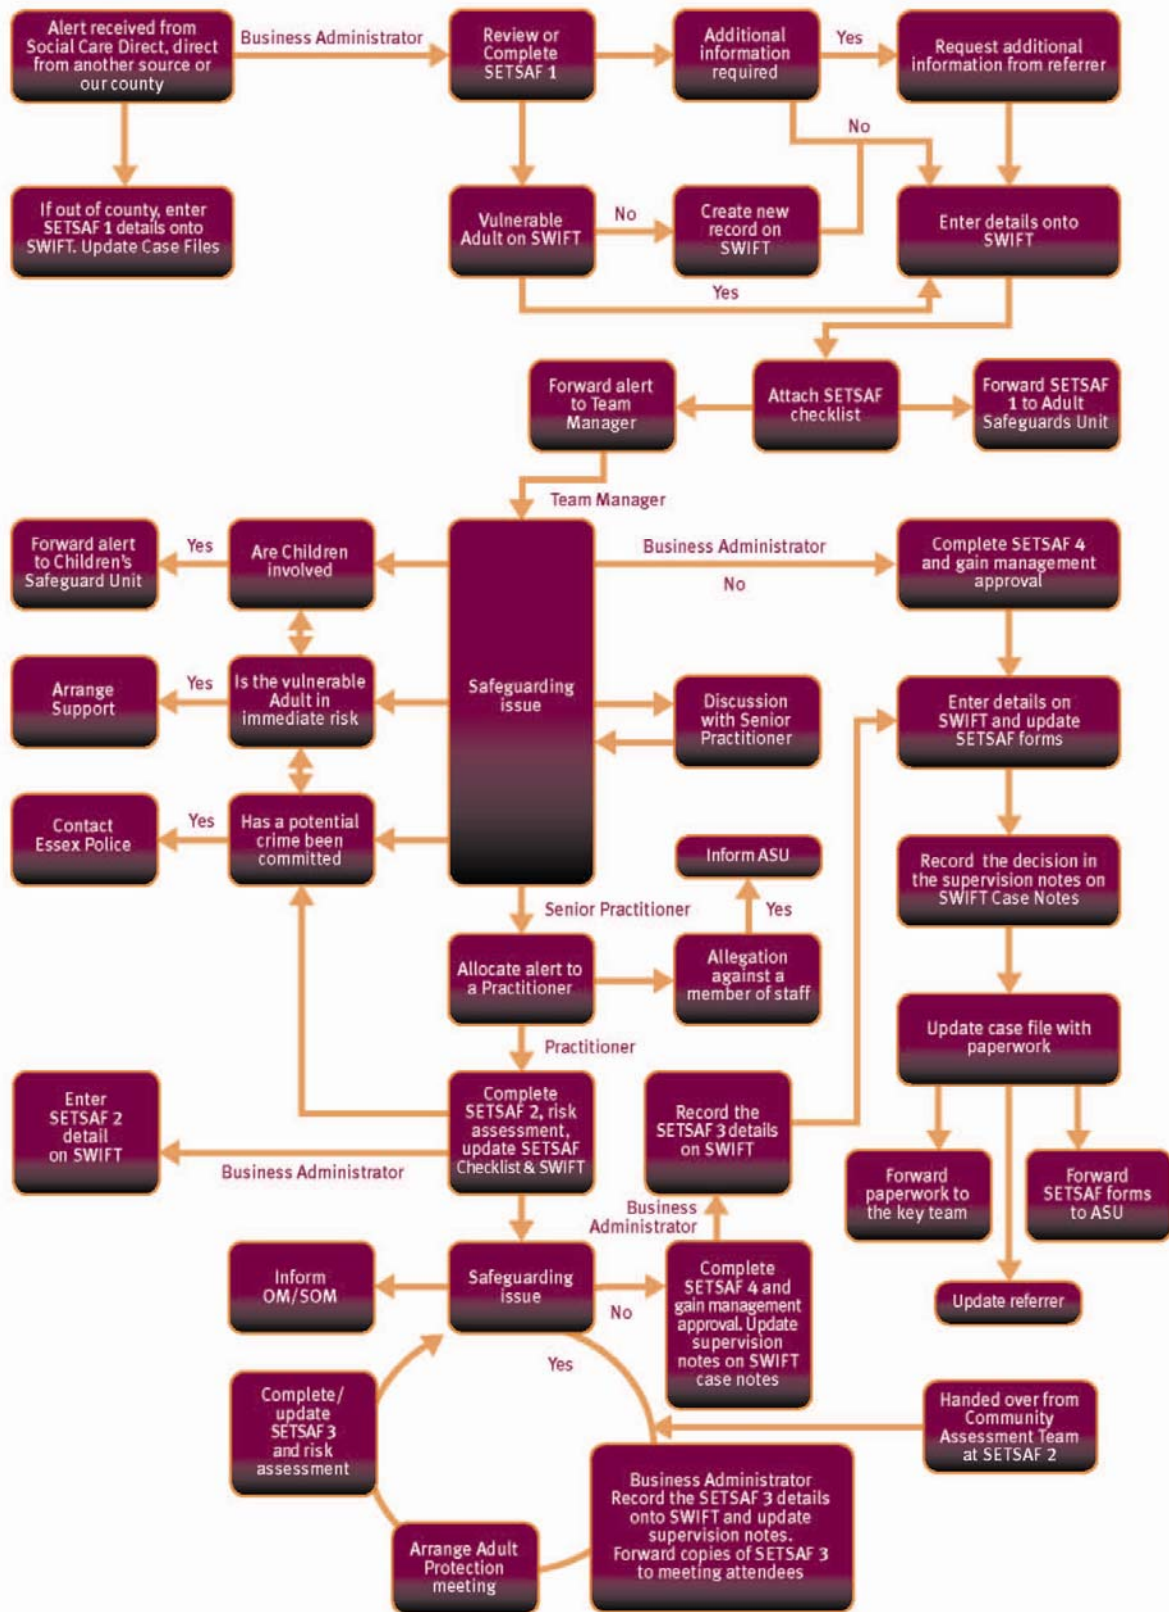 Alert received from
Social Care Direct, direct
from another source or
our county
Business Administrator
Review or
Complete
SETSAF 1
Additional
information
required
Yes
Request additional
information from referrer
No
If out of county, enter
SETSAF 1 details onto
SWIFT. Update Case Files
Vulnerable
Adult on SWIFT
No
Create new
record on
SWIFT
Enter details onto
SWIFT
Yes
Forward alert
to Team
Manager
Attach SETSAF
checklist
Forward SETSAF
1 to Adult
Safeguards Unit
Team Manager
Forward alert
to Children's
Safeguard Unit
Yes
Are Children
involved
Safeguarding
issue
Business Administrator
No
Complete SETSAF 4
and gain management
approval
Arrange
Support
Yes
Is the vulnerable
Adult in
immediate risk
Discussion
with Senior
Practitioner
Enter details on
SWIFT and update
SETSAF forms
Contact
Essex Police
Yes
Has a potential
crime been
committed
Inform ASU
Record the decision in
the supervision notes on
SWIFT Case Notes
Senior Practitioner
Yes
Allocate alert to
a Practitioner
Allegation
against a
member of staff
Update case file with
paperwork
Practitioner
Enter
SETSAF 2
detail
on SWIFT
Business Administrator
Complete
SETSAF 2, risk
assessment,
update SETSAF
Checklist & SWIFT
Record the
SETSAF 3 details
on SWIFT
Forward
paperwork to
the key team
Forward
SETSAF forms
to ASU
Business
Administrator
Inform
OM/SOM
Safeguarding
issue
No
Complete
SETSAF 4 and
gain management
approval. Update
supervision
notes on SWIFT
case notes
Update referrer
Yes
Complete/
update
SETSAF 3
and risk
assessment
Handed over from
Community
Assessment Team
at SETSAF 2
Business Administrator
Record the SETSAF 3 details
onto SWIFT and update
supervision notes.
Forward copies of SETSAF 3
to meeting attendees
Arrange Adult
Protection
meeting